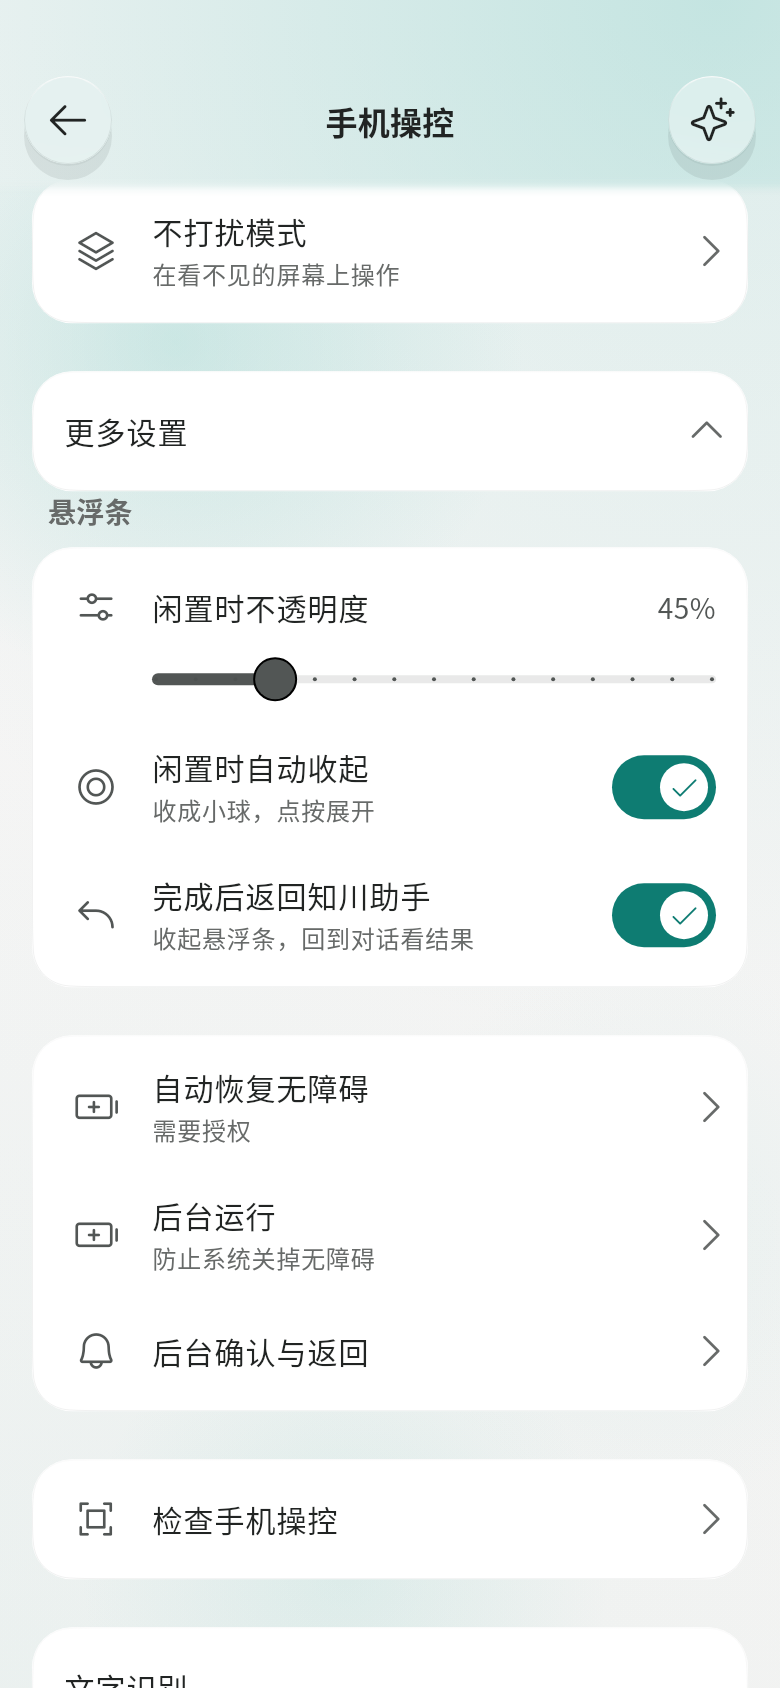 手机操控
不打扰模式
在看不见的屏幕上操作
更多设置
悬浮条
闲置时不透明度
45%
闲置时自动收起
收成小球，点按展开
完成后返回知川助手
收起悬浮条，回到对话看结果
自动恢复无障碍
需要授权
后台运行
防止系统关掉无障碍
后台确认与返回
检查手机操控
文字识别